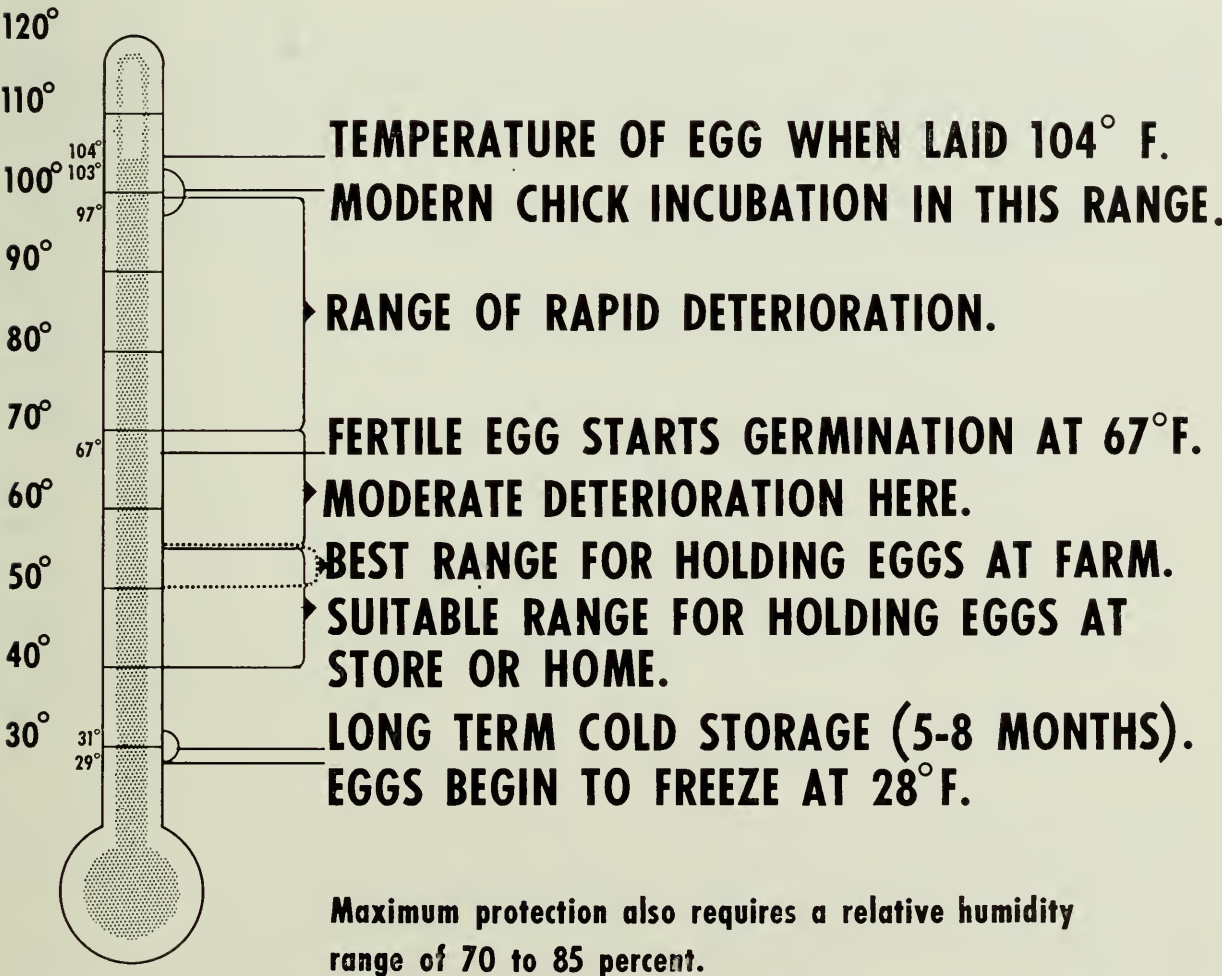 120°
110°
104°
TEMPERATURE OF EGG WHEN LAID 104° F.
100° 103°
MODERN CHICK INCUBATION IN THIS RANGE.
97°
90°
RANGE OF RAPID DETERIORATION.
80°
70°
FERTILE EGG STARTS GERMINATION AT 67°F.
67°
60°
MODERATE DETERIORATION HERE.
BEST RANGE FOR HOLDING EGGS AT FARM.
50°
SUITABLE RANGE FOR HOLDING EGGS AT
STORE OR HOME.
40°
30°
31°
LONG TERM COLD STORAGE (5-8 MONTHS).
29°
EGGS BEGIN TO FREEZE AT 28°F.
Maximum protection also requires a relative humidity
range of 70 to 85 percent.